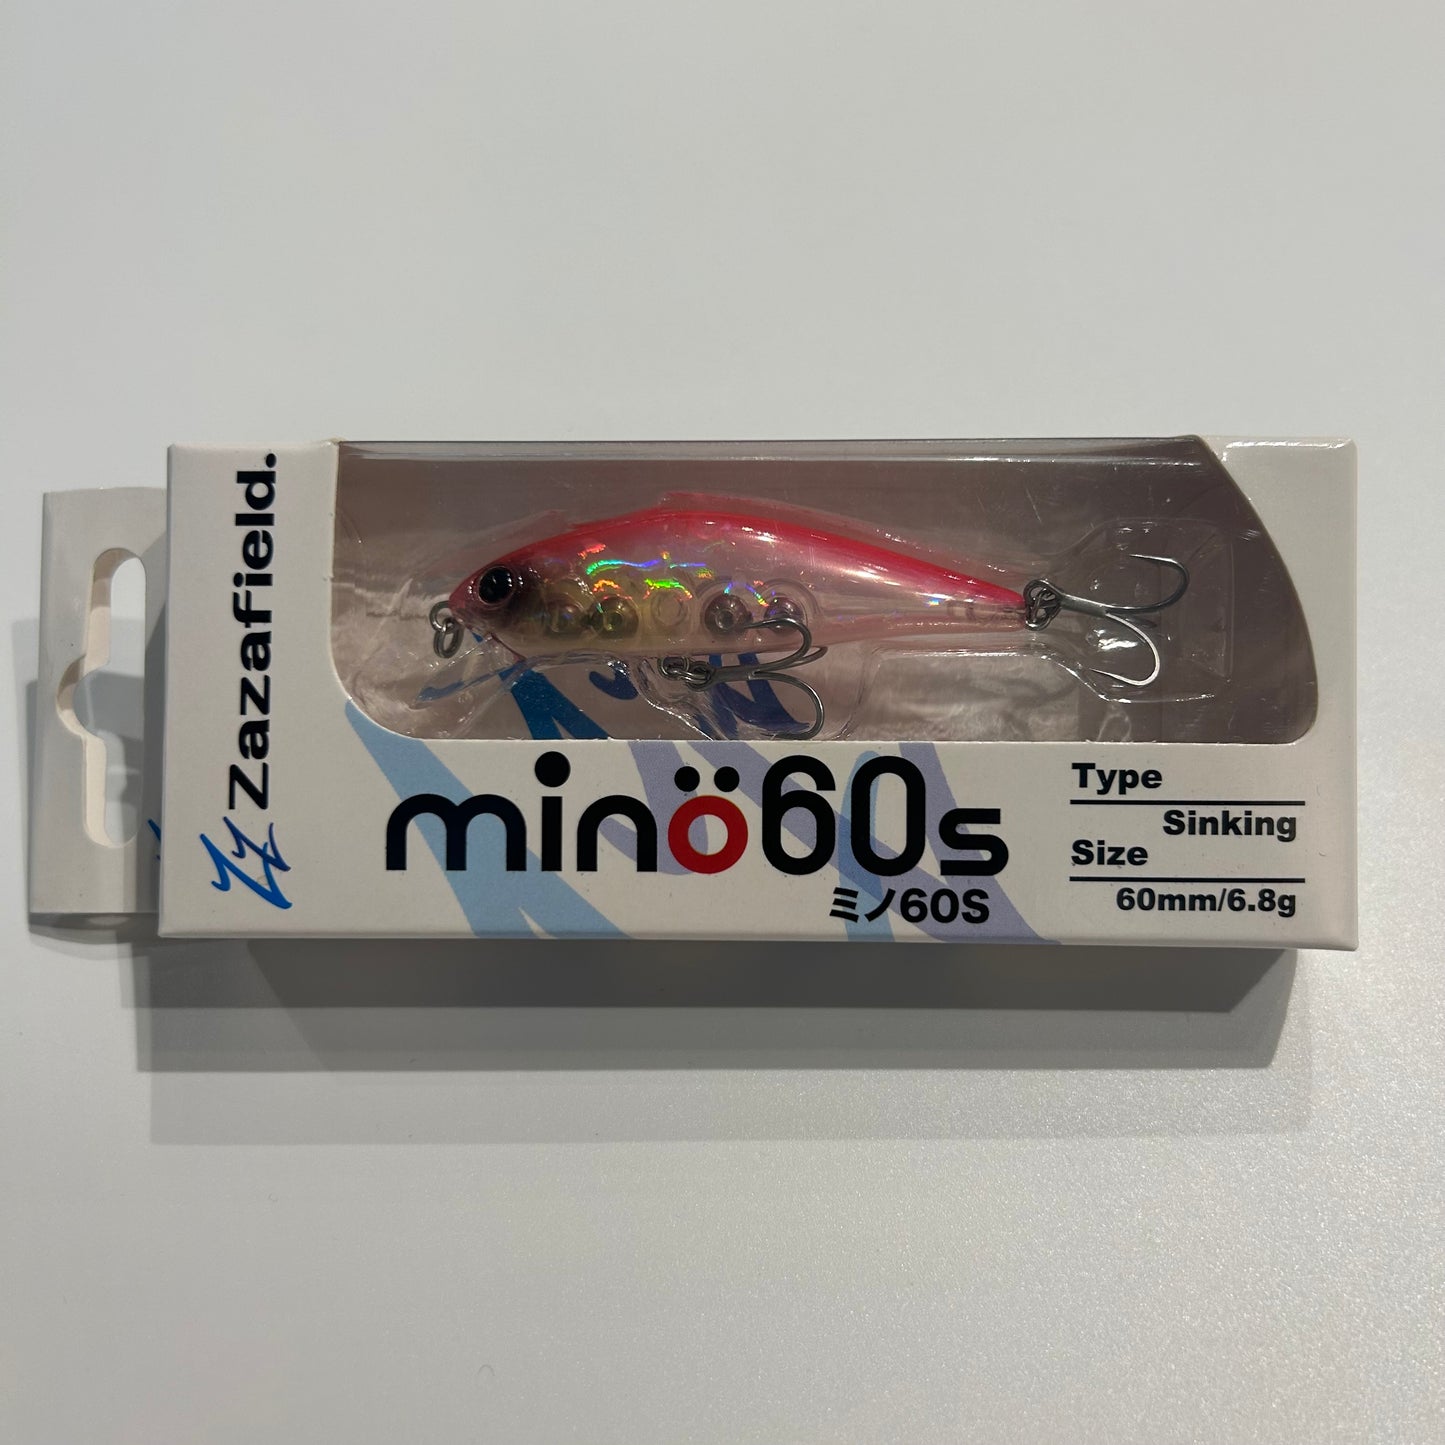 Zazafield.
minö60s
ミノ60S
Type
Sinking
Size
60mm/6.8g